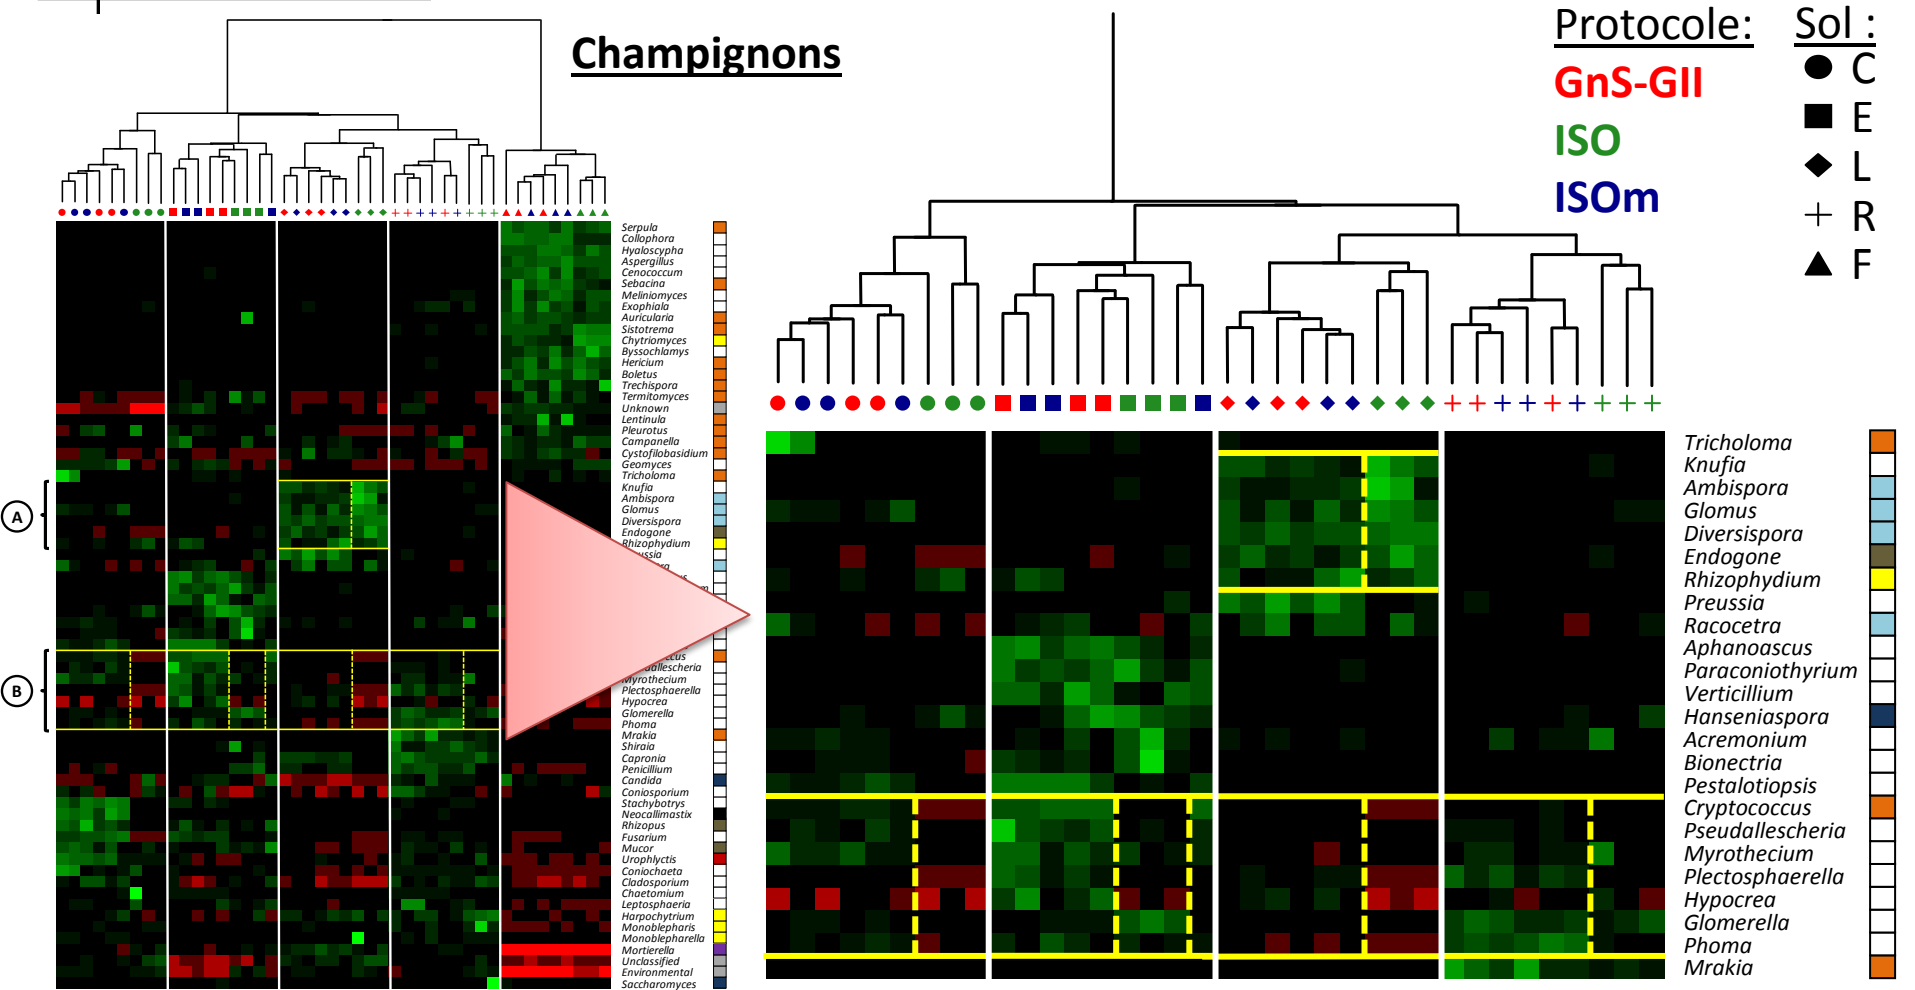 Champignons
Protocole:
GnS-GII
ISO
ISOm
Sol :
C
E
L
R
F
A
B
Serpula
Collophora
Hyaloscypha
Aspergillus
Cenococcum
Sebacina
Meliniomyces
Exophiala
Auricularia
Sistotrema
Chytriomyces
Byssochlamys
Hericium
Boletus
Trechispora
Termitomyces
Unknown
Lentinula
Pleurotus
Campanella
Cystofilobasidium
Geomyces
Tricholoma
Knufia
Ambispora
Glomus
Diversispora
Endogone
Rhizophydium
ussia
ra
s
m
ccus
dallescheria
Myrothecium
Plectosphaerella
Hypocrea
Glomerella
Phoma
Mrakia
Shiraia
Capronia
Penicillium
Candida
Coniosporium
Stachybotrys
Neocallimastix
Rhizopus
Fusarium
Mucor
Urophlyctis
Coniochaeta
Cladosporium
Chaetomium
Leptosphaeria
Harpochytrium
Monoblepharis
Monoblepharella
Mortierella
Unclassified
Environmental
Saccharomyces
Tricholoma
Knufia
Ambispora
Glomus
Diversispora
Endogone
Rhizophydium
Preussia
Racocetra
Aphanoascus
Paraconiothyrium
Verticillium
Hanseniaspora
Acremonium
Bionectria
Pestalotiopsis
Cryptococcus
Pseudallescheria
Myrothecium
Plectosphaerella
Hypocrea
Glomerella
Phoma
Mrakia